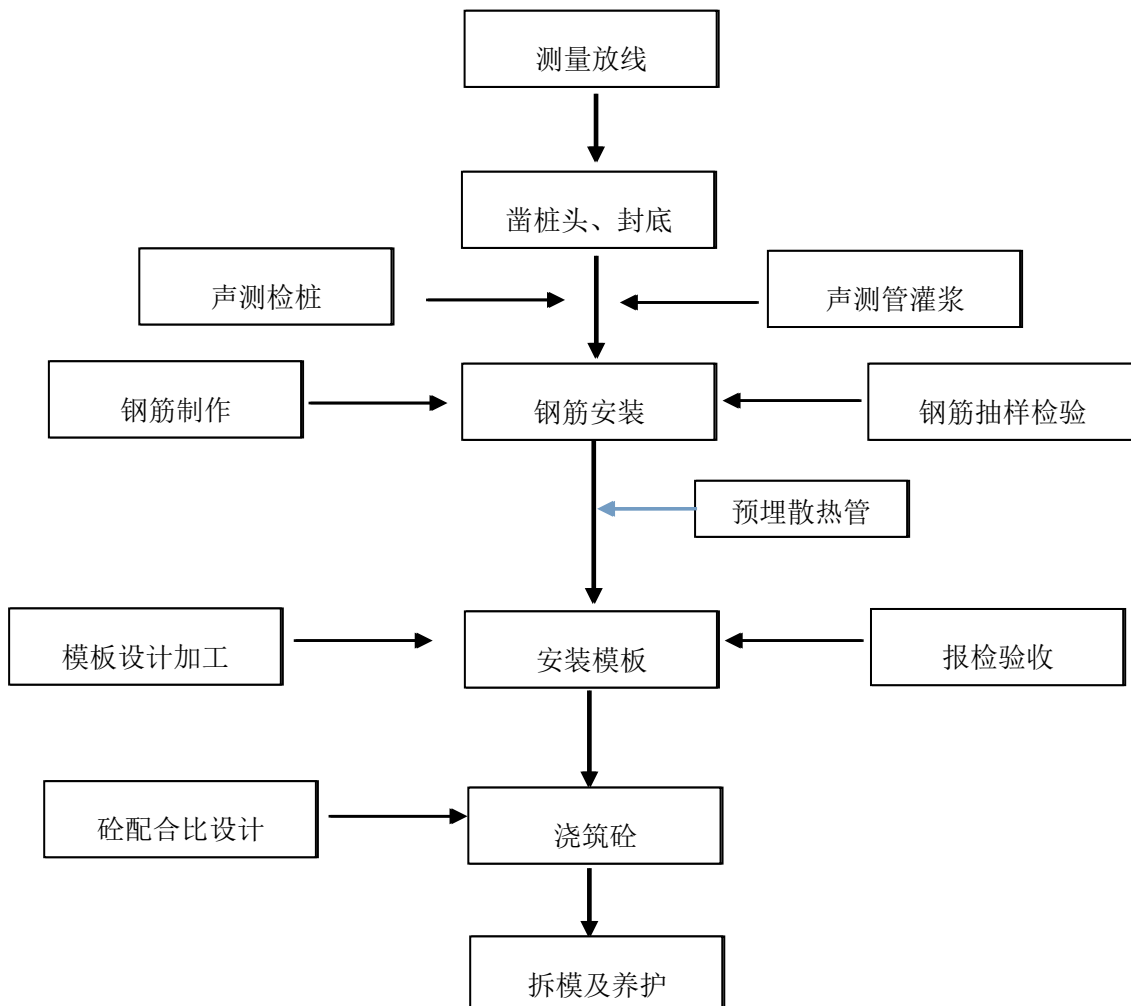 测量放线
凿桩头、封底
声测检桩
声测管灌浆
钢筋制作
钢筋安装
钢筋抽样检验
预埋散热管
模板设计加工
安装模板
报检验收
砼配合比设计
浇筑砼
拆模及养护